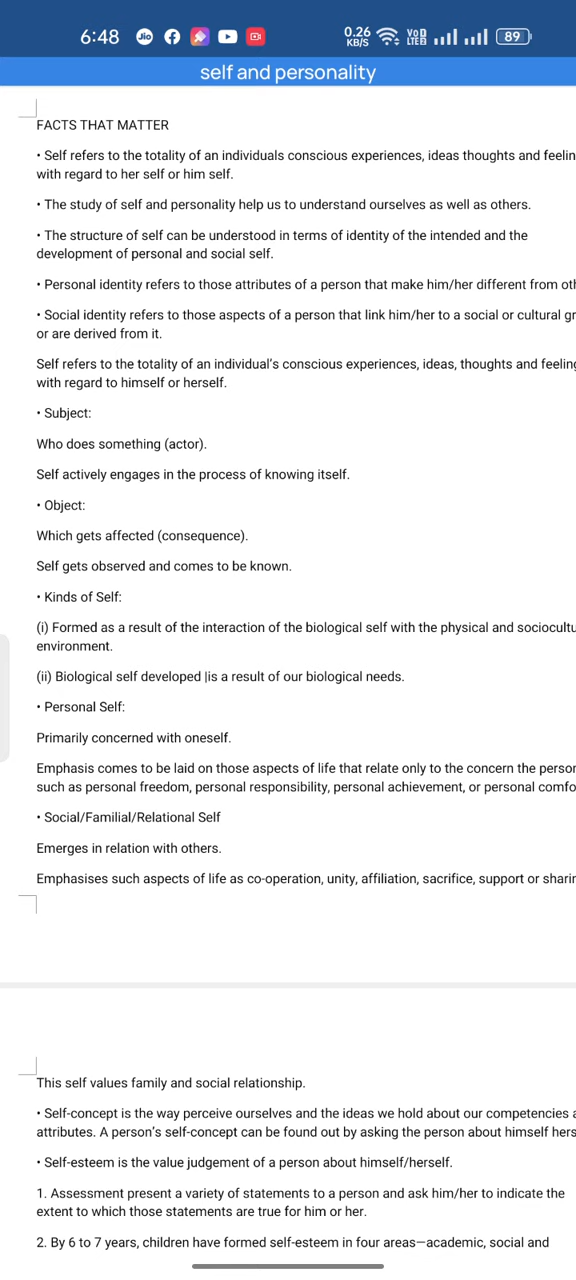 6:48
Jio
0.26 KB/S
VoD LTE2
89
self and personality
FACTS THAT MATTER
• Self refers to the totality of an individuals conscious experiences, ideas thoughts and feelin
with regard to her self or him self.
• The study of self and personality help us to understand ourselves as well as others.
• The structure of self can be understood in terms of identity of the intended and the
development of personal and social self.
• Personal identity refers to those attributes of a person that make him/her different from oth
• Social identity refers to those aspects of a person that link him/her to a social or cultural gr
or are derived from it.
Self refers to the totality of an individual’s conscious experiences, ideas, thoughts and feeling
with regard to himself or herself.
• Subject:
Who does something (actor).
Self actively engages in the process of knowing itself.
• Object:
Which gets affected (consequence).
Self gets observed and comes to be known.
• Kinds of Self:
(i) Formed as a result of the interaction of the biological self with the physical and sociocultu
environment.
(ii) Biological self developed |is a result of our biological needs.
• Personal Self:
Primarily concerned with oneself.
Emphasis comes to be laid on those aspects of life that relate only to the concern the person
such as personal freedom, personal responsibility, personal achievement, or personal comfo
• Social/Familial/Relational Self
Emerges in relation with others.
Emphasises such aspects of life as co-operation, unity, affiliation, sacrifice, support or sharin
This self values family and social relationship.
• Self-concept is the way perceive ourselves and the ideas we hold about our competencies a
attributes. A person’s self-concept can be found out by asking the person about himself hers
• Self-esteem is the value judgement of a person about himself/herself.
1. Assessment present a variety of statements to a person and ask him/her to indicate the
extent to which those statements are true for him or her.
2. By 6 to 7 years, children have formed self-esteem in four areas—academic, social and